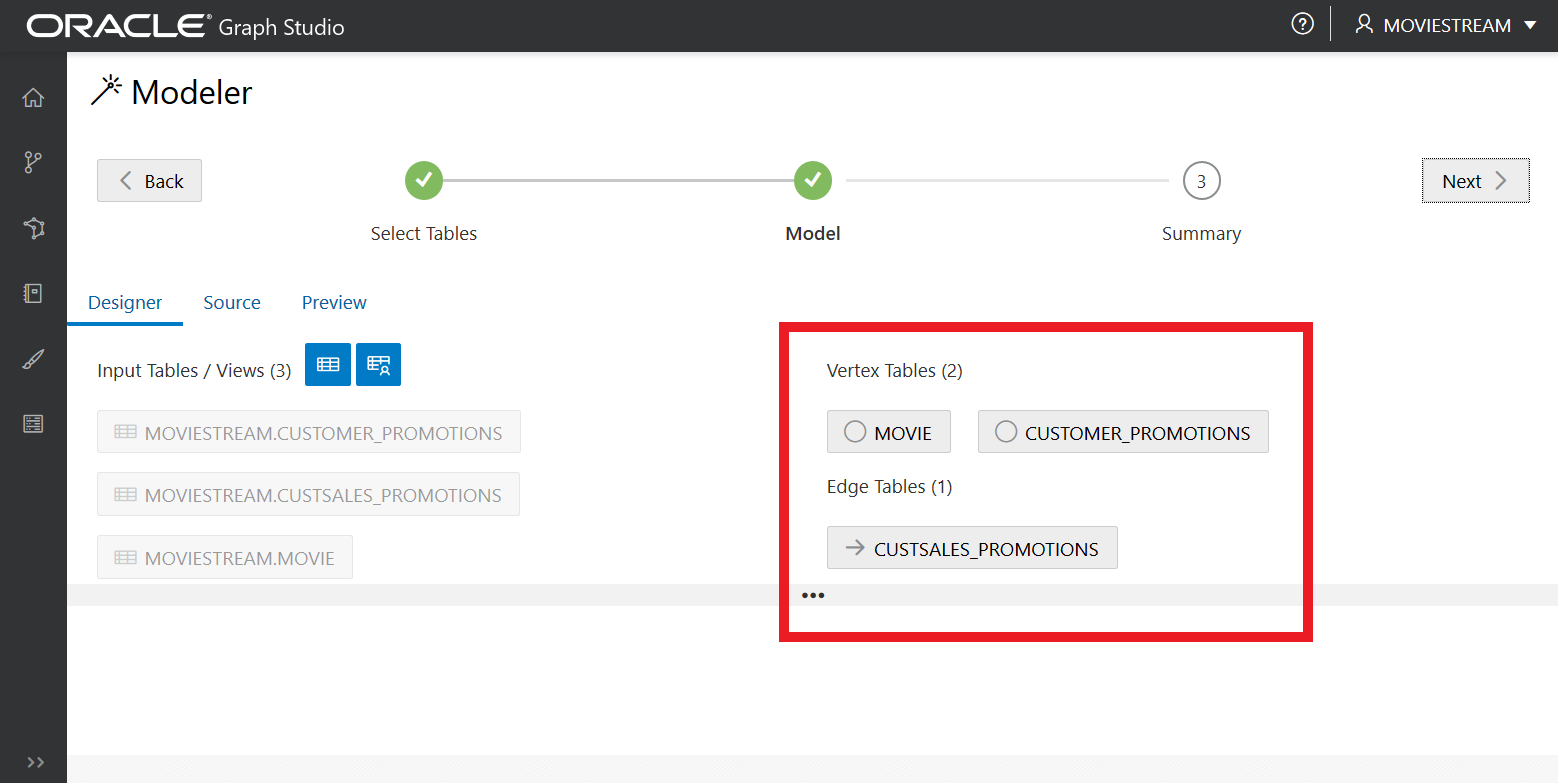 ORACLE® Graph Studio
MOVIESTREAM
Modeler
Back
Next
3
Select Tables
Model
Summary
Designer Source Preview
Input Tables / Views (3)
MOVIESTREAM.CUSTOMER_PROMOTIONS
MOVIESTREAM.CUSTSALES_PROMOTIONS
MOVIESTREAM.MOVIE
Vertex Tables (2)
MOVIE CUSTOMER_PROMOTIONS
Edge Tables (1)
CUSTSALES_PROMOTIONS